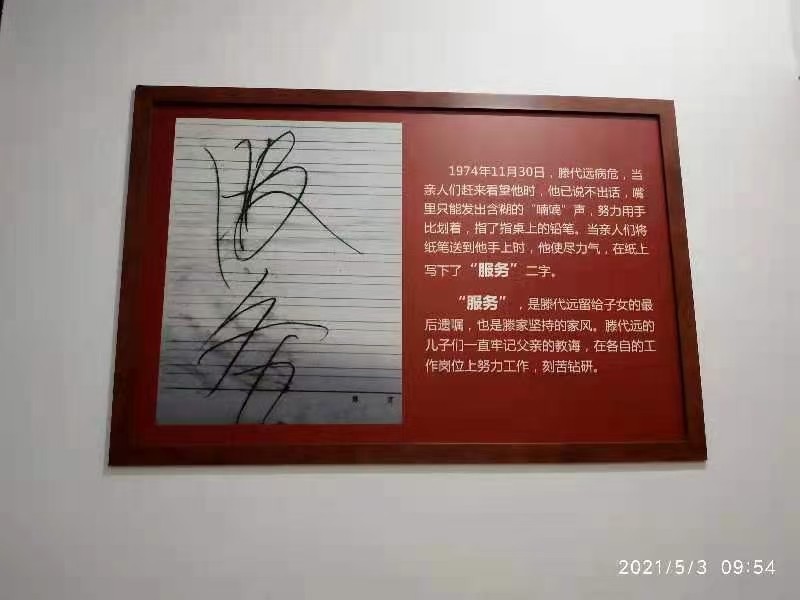 服
务
第 页
1974年11月30日，滕代远病危，当
亲人们赶来看望他时，他已说不出话，嘴
里只能发出含糊的“喃喃”声，努力用手
比划着，指了指桌上的铅笔。当亲人们将
纸笔送到他手上时，他使尽力气，在纸上
写下了“服务”二字。
“服务”，是滕代远留给子女的最
后遗嘱，也是滕家坚持的家风。滕代远的
儿子们一直牢记父亲的教诲，在各自的工
作岗位上努力工作，刻苦钻研。
2021/5/3 09:54